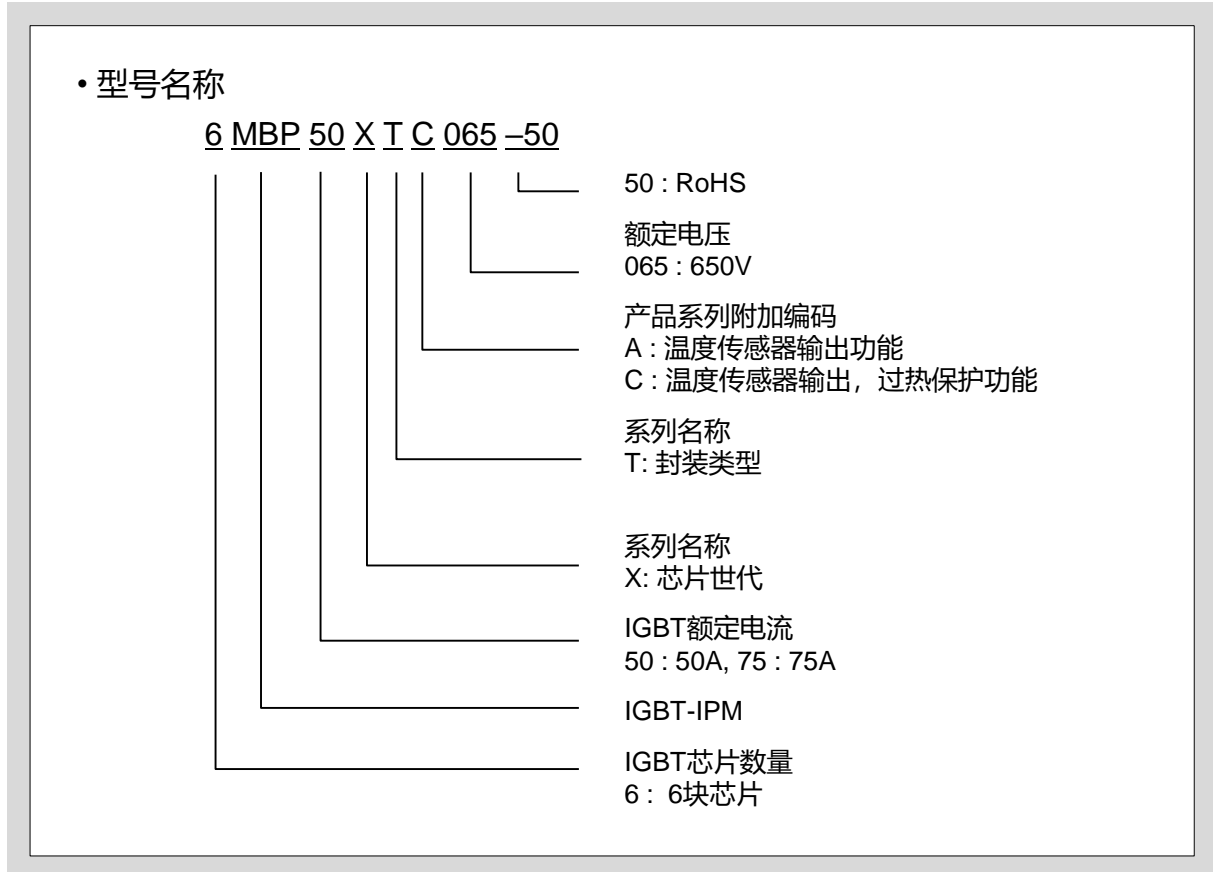 • 型号名称
6 MBP 50 X T C 065 –50
50 : RoHS
额定电压
065 : 650V
产品系列附加编码
A : 温度传感器输出功能
C : 温度传感器输出，过热保护功能
系列名称
T: 封装类型
系列名称
X: 芯片世代
IGBT额定电流
50 : 50A, 75 : 75A
IGBT-IPM
IGBT芯片数量
6 : 6块芯片